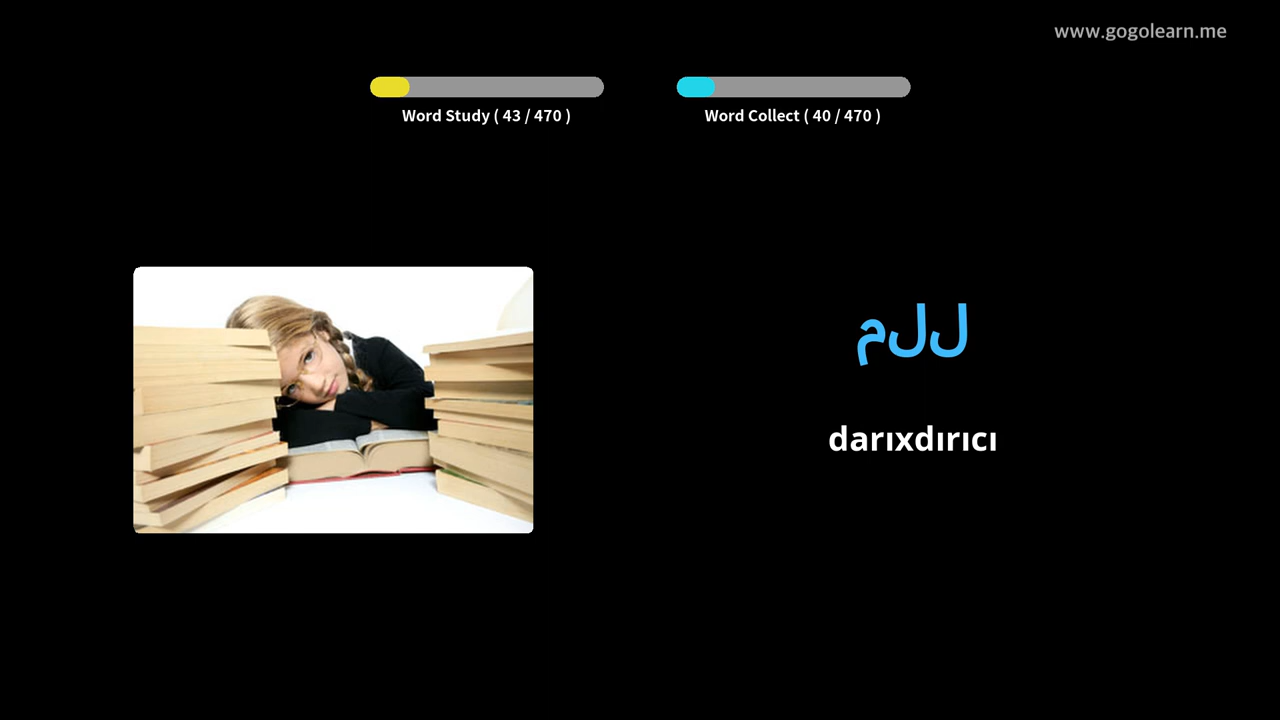 www.gogolearn.me
Word Study ( 43 / 470 )
Word Collect ( 40 / 470 )
ملل
darıxdırıcı